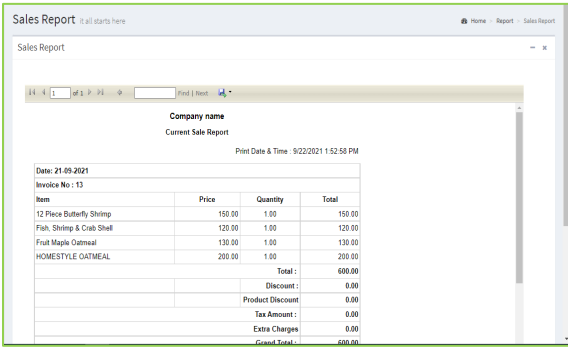 Sales Report it all starts here
Home > Report > Sales Report
Sales Report
1 of 1 Find | Next
Company name
Current Sale Report
Print Date & Time : 9/22/2021 1:52:58 PM
Date: 21-09-2021
Invoice No : 13
Item Price Quantity Total
12 Piece Butterfly Shrimp 150.00 1.00 150.00
Fish, Shrimp & Crab Shell 120.00 1.00 120.00
Fruit Maple Oatmeal 130.00 1.00 130.00
HOMESTYLE OATMEAL 200.00 1.00 200.00
Total : 600.00
Discount : 0.00
Product Discount 0.00
Tax Amount : 0.00
Extra Charges 0.00
Grand Total : 600.00